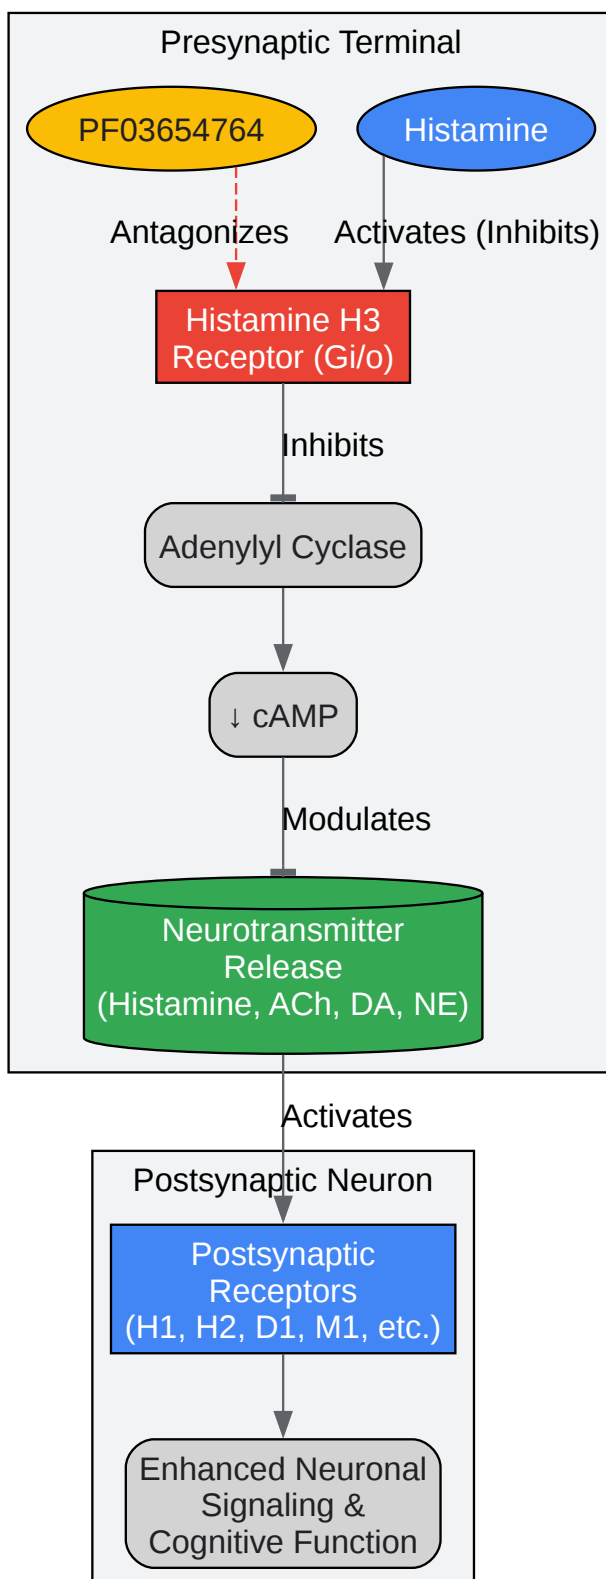 Presynaptic Terminal
PF03654764
Histamine
Antagonizes
Activates (Inhibits)
Histamine H3
Receptor (Gi/o)
Inhibits
Adenylyl Cyclase
↓ cAMP
Modulates
Neurotransmitter
Release
(Histamine, ACh, DA, NE)
Activates
Postsynaptic Neuron
Postsynaptic
Receptors
(H1, H2, D1, M1, etc.)
Enhanced Neuronal
Signaling &
Cognitive Function